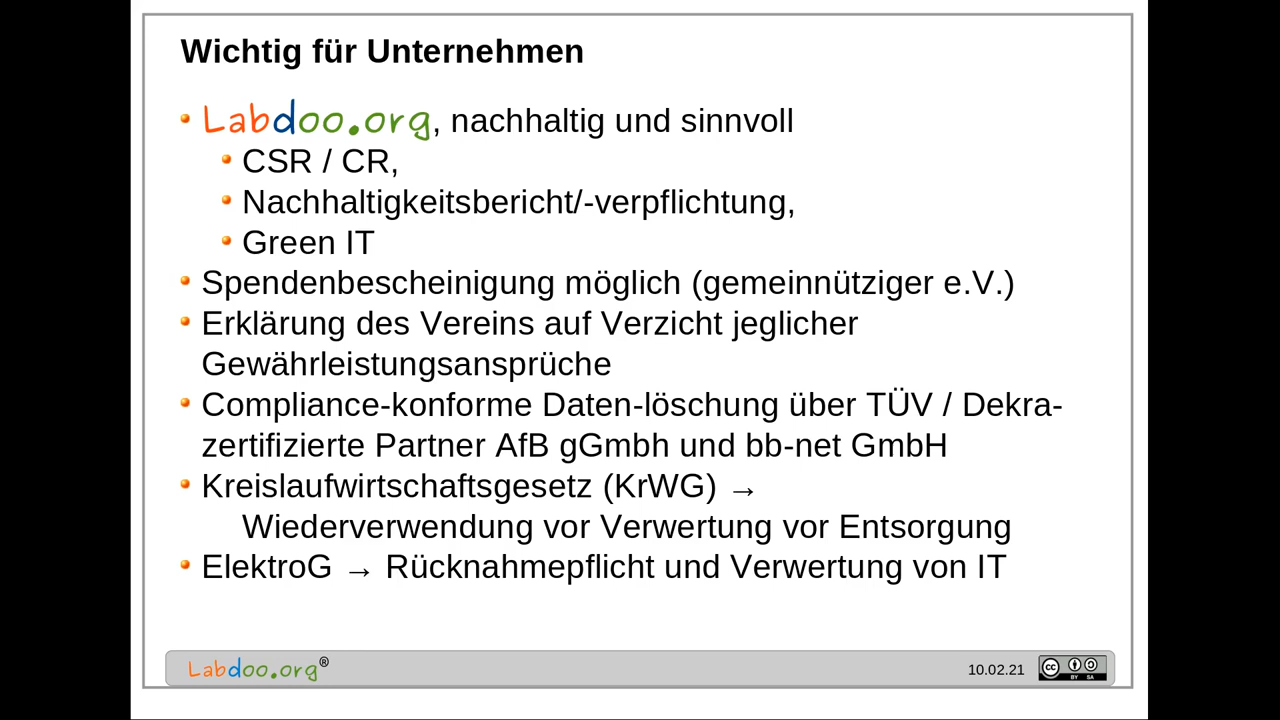 Wichtig für Unternehmen
Labdoo.org, nachhaltig und sinnvoll
CSR / CR,
Nachhaltigkeitsbericht/-verpflichtung,
Green IT
Spendenbescheinigung möglich (gemeinnütziger e.V.)
Erklärung des Vereins auf Verzicht jeglicher
Gewährleistungsansprüche
Compliance-konforme Daten-löschung über TÜV / Dekra-
zertifizierte Partner AfB gGmbh und bb-net GmbH
Kreislaufwirtschaftsgesetz (KrWG) →
Wiederverwendung vor Verwertung vor Entsorgung
ElektroG → Rücknahmepflicht und Verwertung von IT
Labdoo.org® 10.02.21 cc BY SA